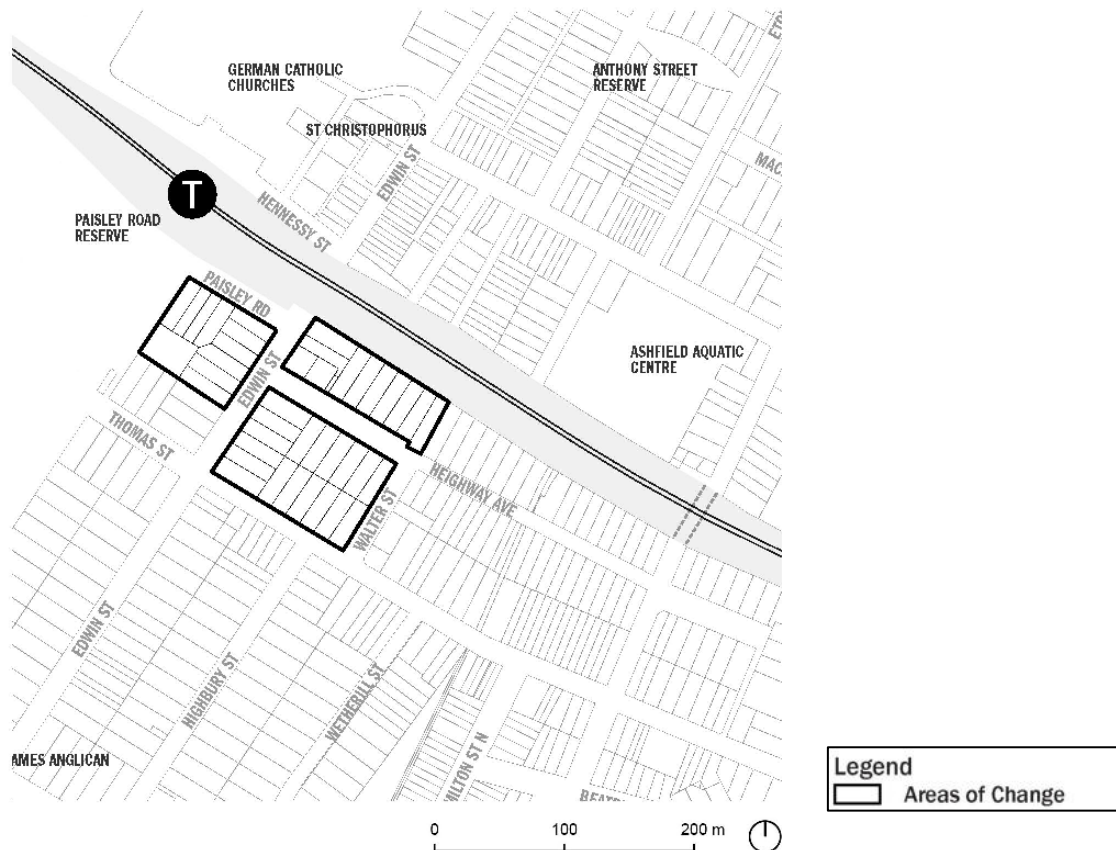 GERMAN CATHOLIC
CHURCHES
ANTHONY STREET
RESERVE
ST CHRISTOPHORUS
EDWIN ST
T
HENNESSY ST
PAISLEY ROAD
RESERVE
PAISLEY RD
EDWIN ST
ASHFIELD AQUATIC
CENTRE
THOMAS ST
HEIGHWAY AVE
WALTER ST
EDWIN ST
HIGHBURY ST
WETHERILL ST
AMES ANGLICAN
MILTON ST N
Legend
Areas of Change
0 100 200 m